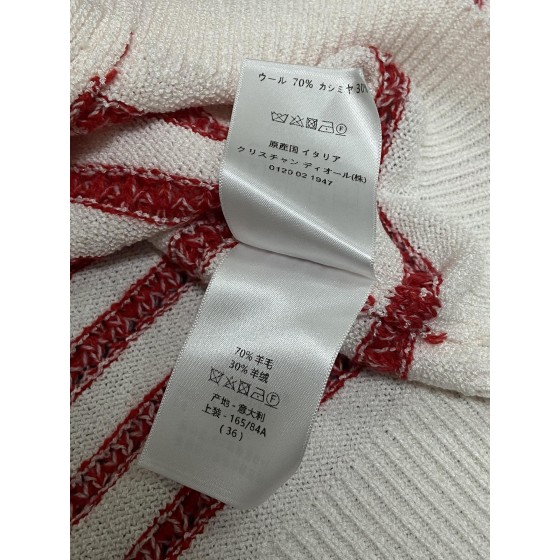 ウール 70% カシミヤ 30%
原産国 イタリア
クリスチャン ディオール(株)
0120 02 1947
70% 羊毛
30% 羊绒
产地 - 意大利
上装 - 165/84A
( 36 )